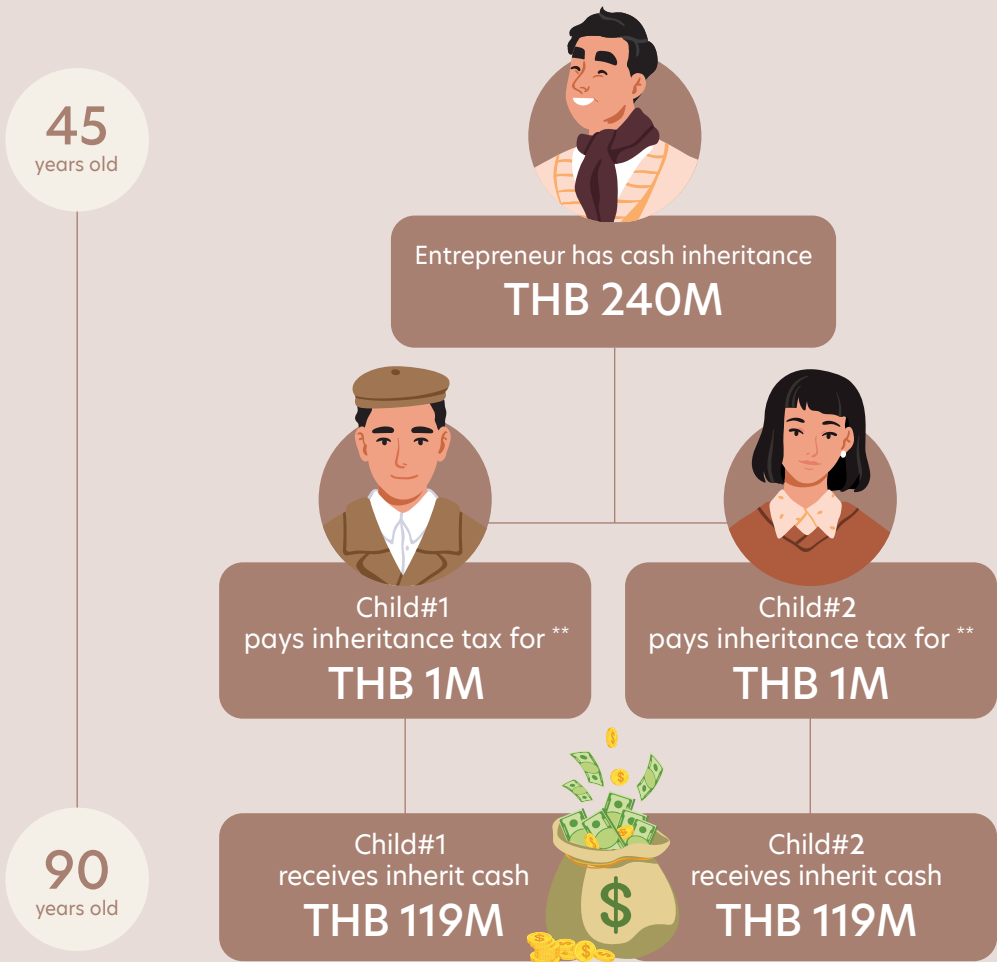 45
years old
Entrepreneur has cash inheritance
THB 240M
Child#1
pays inheritance tax for **
THB 1M
Child#2
pays inheritance tax for **
THB 1M
90
years old
Child#1
receives inherit cash
THB 119M
$
Child#2
receives inherit cash
THB 119M